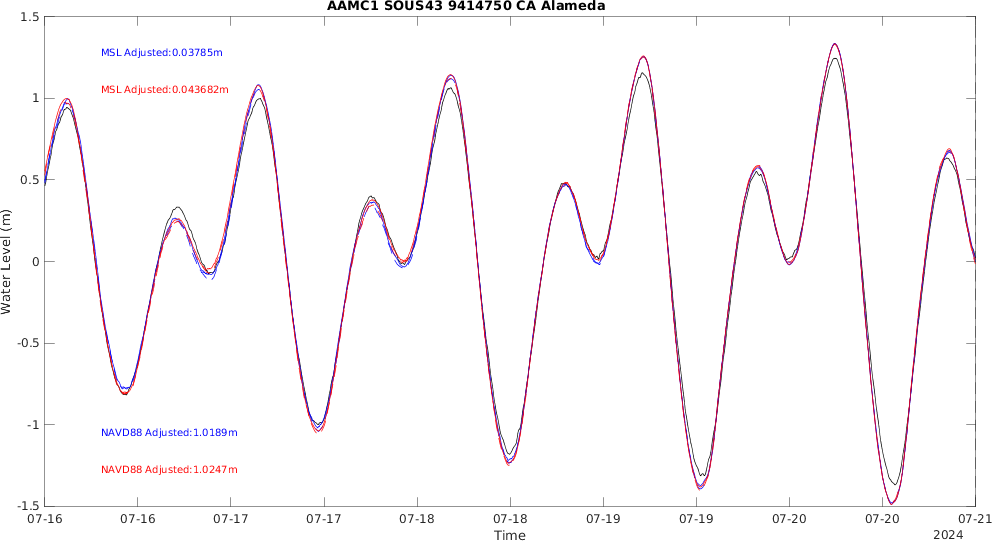 AAMC1 SOUS43 9414750 CA Alameda
1.5
1
0.5
0
-0.5
-1
-1.5
Water Level (m)
MSL Adjusted:0.03785m
MSL Adjusted:0.043682m
NAVD88 Adjusted:1.0189m
NAVD88 Adjusted:1.0247m
07-16 07-16 07-17 07-17 07-18 07-18 07-19 07-19 07-20 07-20 07-21
Time
2024